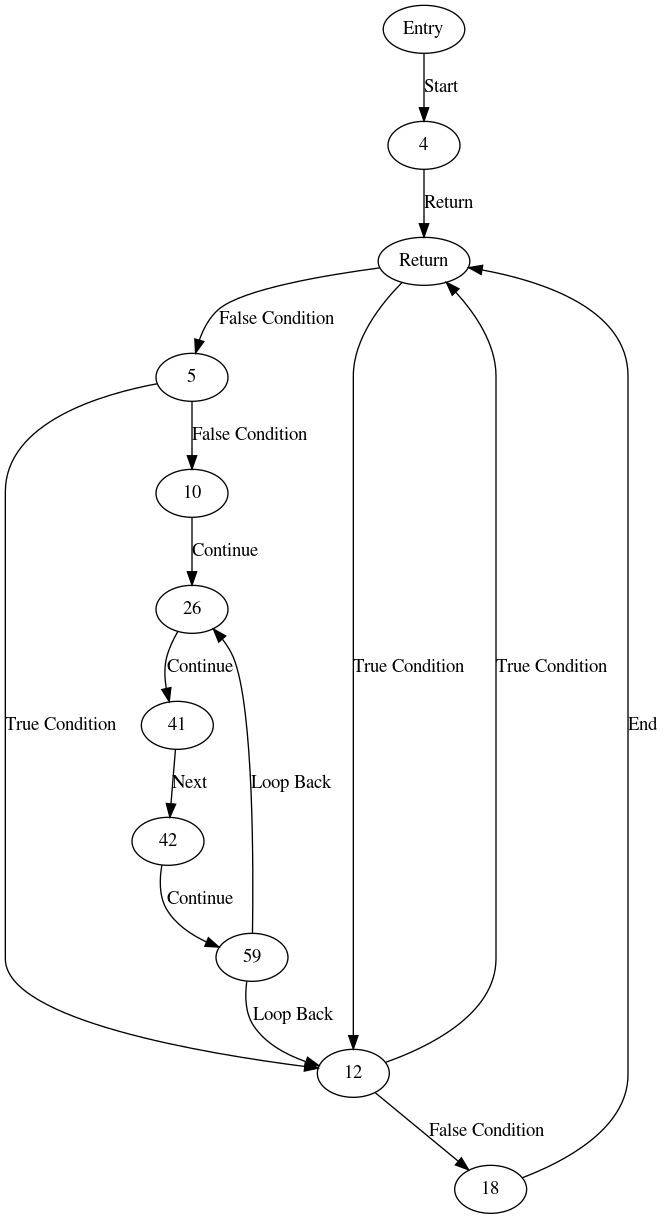 Entry
Start
4
Return
Return
False Condition
5
False Condition
10
Continue
26
Continue
True Condition
True Condition
True Condition
41
End
Next
Loop Back
42
Continue
59
Loop Back
12
False Condition
18